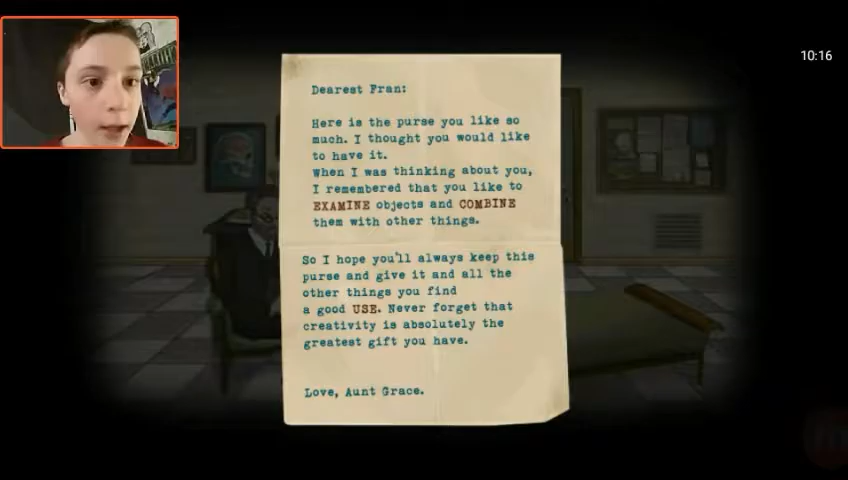 10:16
Dearest Fran:
Here is the purse you like so
much. I thought you would like
to have it.
When I was thinking about you,
I remembered that you like to
EXAMINE objects and COMBINE
them with other things.
So I hope you'll always keep this
purse and give it and all the
other things you find
a good USE. Never forget that
creativity is absolutely the
greatest gift you have.
Love, Aunt Grace.